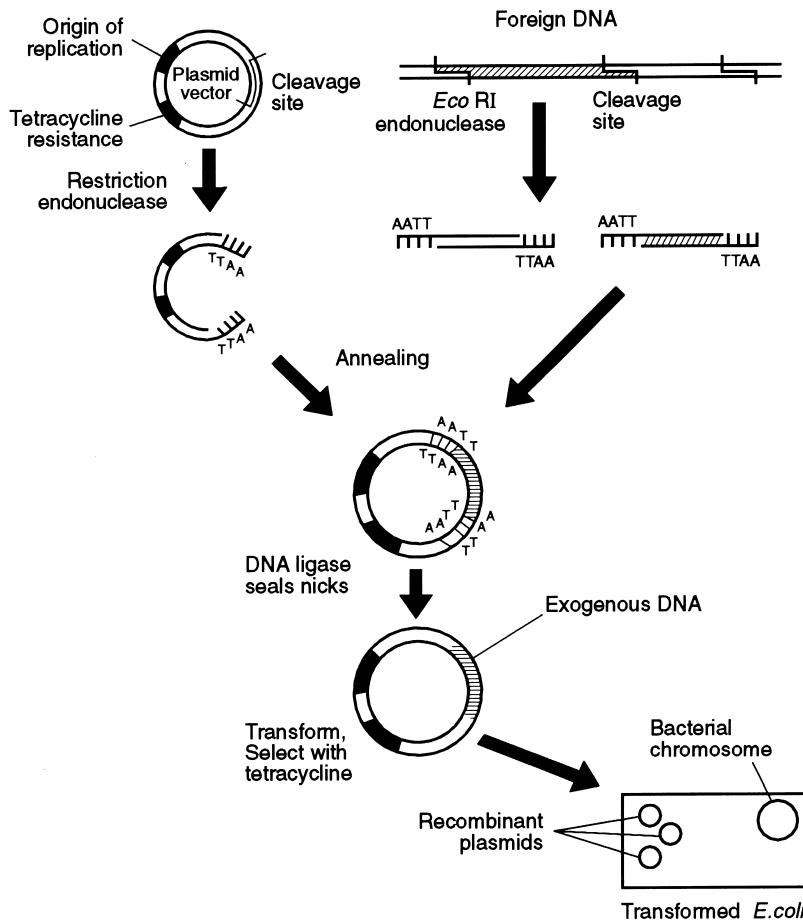 Foreign DNA
Origin of
replication
Plasmid
vector
Cleavage
site
Tetracycline
resistance
Eco RI
endonuclease
Cleavage
site
Restriction
endonuclease
AATT
TTAA
AATT
TTAA
TTAA
TTAA
Annealing
AATT
TTAA
AATT
TTAA
DNA ligase
seals nicks
Exogenous DNA
Transform,
Select with
tetracycline
Bacterial
chromosome
Recombinant
plasmids
Transformed E.coli